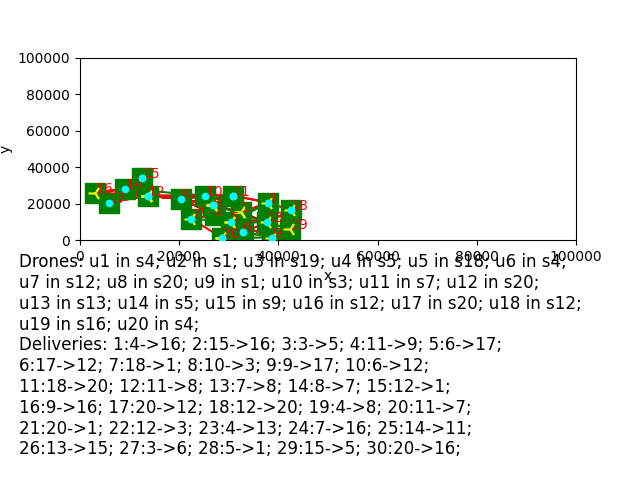 100000
80000
60000
40000
20000
0
y
0 20000 40000 60000 80000 100000
x
Drones: u1 in s4; u2 in s1; u3 in s19; u4 in s5; u5 in s18; u6 in s4;
u7 in s12; u8 in s20; u9 in s1; u10 in s3; u11 in s7; u12 in s20;
u13 in s13; u14 in s5; u15 in s9; u16 in s12; u17 in s20; u18 in s12;
u19 in s16; u20 in s4;
Deliveries: 1:4->16; 2:15->16; 3:3->5; 4:11->9; 5:6->17;
6:17->12; 7:18->1; 8:10->3; 9:9->17; 10:6->12;
11:18->20; 12:11->8; 13:7->8; 14:8->7; 15:12->1;
16:9->16; 17:20->12; 18:12->20; 19:4->8; 20:11->7;
21:20->1; 22:12->3; 23:4->13; 24:7->16; 25:14->11;
26:13->15; 27:3->6; 28:5->1; 29:15->5; 30:20->16;